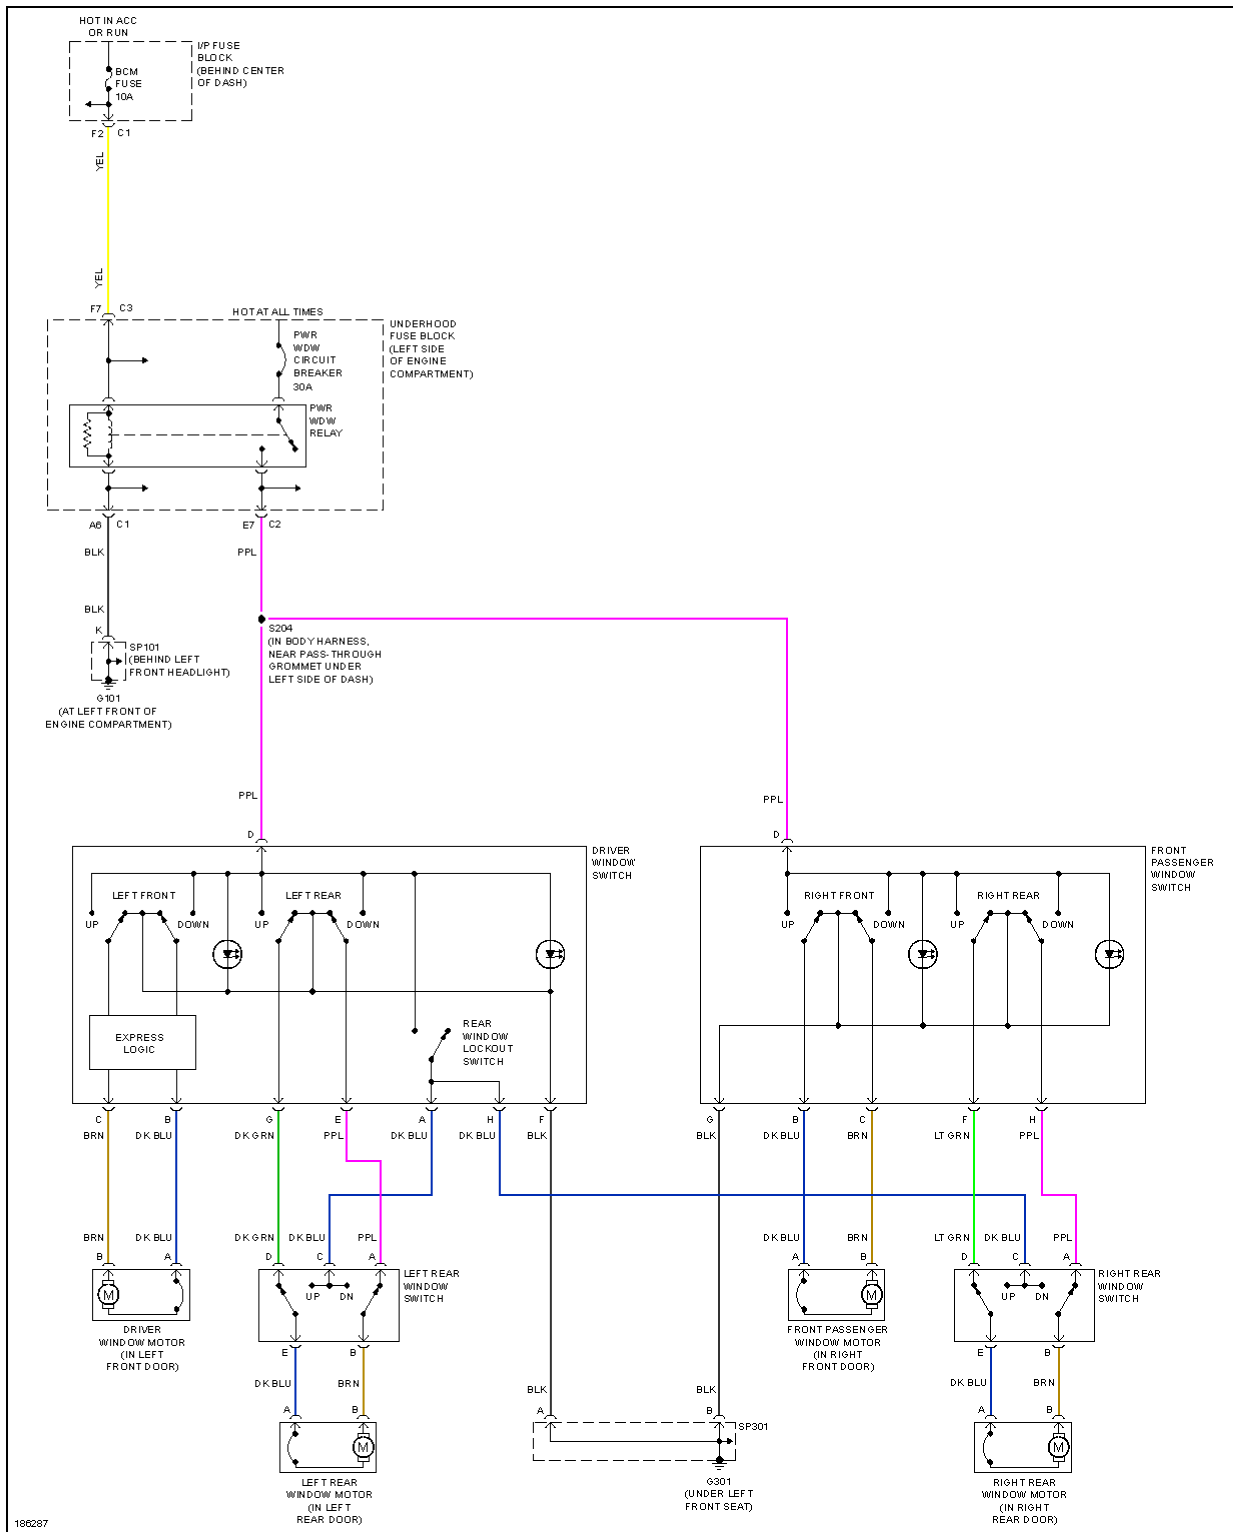 HOT IN ACC
OR RUN
I/P FUSE
BLOCK
(BEHIND CENTER
OF DASH)
BCM
FUSE
10A
F2 C1
YEL
YEL
F7 C3
HOT AT ALL TIMES
UNDERHOOD
FUSE BLOCK
(LEFT SIDE
OF ENGINE
COMPARTMENT)
PWR
WDW
CIRCUIT
BREAKER
30A
PWR
WDW
RELAY
A6 C1
E7 C2
BLK
PPL
BLK
K
SP101
(BEHIND LEFT
FRONT HEADLIGHT)
G101
(AT LEFT FRONT OF
ENGINE COMPARTMENT)
S204
(IN BODY HARNESS,
NEAR PASS-THROUGH
GROMMET UNDER
LEFT SIDE OF DASH)
PPL
PPL
D
D
DRIVER
WINDOW
SWITCH
LEFT FRONT
UP
DOWN
LEFT REAR
UP
DOWN
EXPRESS
LOGIC
REAR
WINDOW
LOCKOUT
SWITCH
FRONT
PASSENGER
WINDOW
SWITCH
RIGHT FRONT
UP
DOWN
RIGHT REAR
UP
DOWN
C B G E A H F G B C F H
BRN DK BLU DK GRN PPL DK BLU DK BLU BLK BLK DK BLU BRN LT GRN PPL
BRN DK BLU DK GRN DK BLU PPL DK BLU BRN LT GRN DK BLU PPL
B A D C A A B D C A
M
DRIVER
WINDOW MOTOR
(IN LEFT
FRONT DOOR)
UP DN
LEFT REAR
WINDOW
SWITCH
M
FRONT PASSENGER
WINDOW MOTOR
(IN RIGHT
FRONT DOOR)
UP DN
RIGHT REAR
WINDOW
SWITCH
E B
DK BLU BRN
A B
M
LEFT REAR
WINDOW MOTOR
(IN LEFT
REAR DOOR)
BLK BLK
A B
SP301
G301
(UNDER LEFT
FRONT SEAT)
E B
DK BLU BRN
A B
M
RIGHT REAR
WINDOW MOTOR
(IN RIGHT
REAR DOOR)
186287